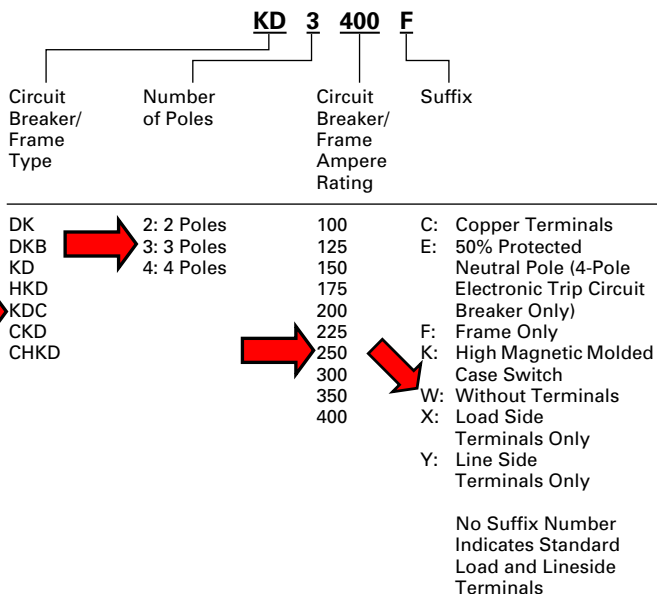 KD 3 400 F
Circuit
Breaker/
Frame
Type
Number
of Poles
Circuit
Breaker/
Frame
Ampere
Rating
Suffix
DK
DKB
KD
HKD
KDC
CKD
CHKD
2: 2 Poles
3: 3 Poles
4: 4 Poles
100
125
150
175
200
225
250
300
350
400
C: Copper Terminals
E: 50% Protected
Neutral Pole (4-Pole
Electronic Trip Circuit
Breaker Only)
F: Frame Only
K: High Magnetic Molded
Case Switch
W: Without Terminals
X: Load Side
Terminals Only
Y: Line Side
Terminals Only
No Suffix Number
Indicates Standard
Load and Lineside
Terminals